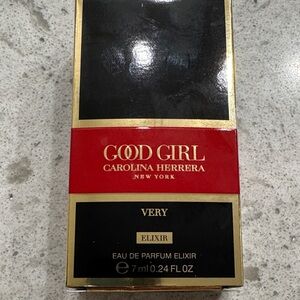 GOOD GIRL
CAROLINA HERRERA
NEW YORK
VERY
ELIXIR
EAU DE PARFUM ELIXIR
℮ 7 ml 0.24 FL OZ